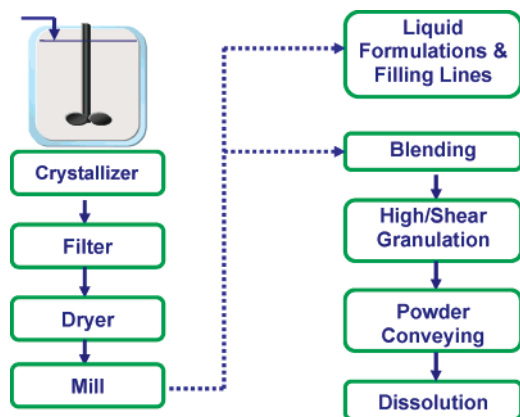 Crystallizer
Filter
Dryer
Mill
Liquid
Formulations &
Filling Lines
Blending
High/Shear
Granulation
Powder
Conveying
Dissolution